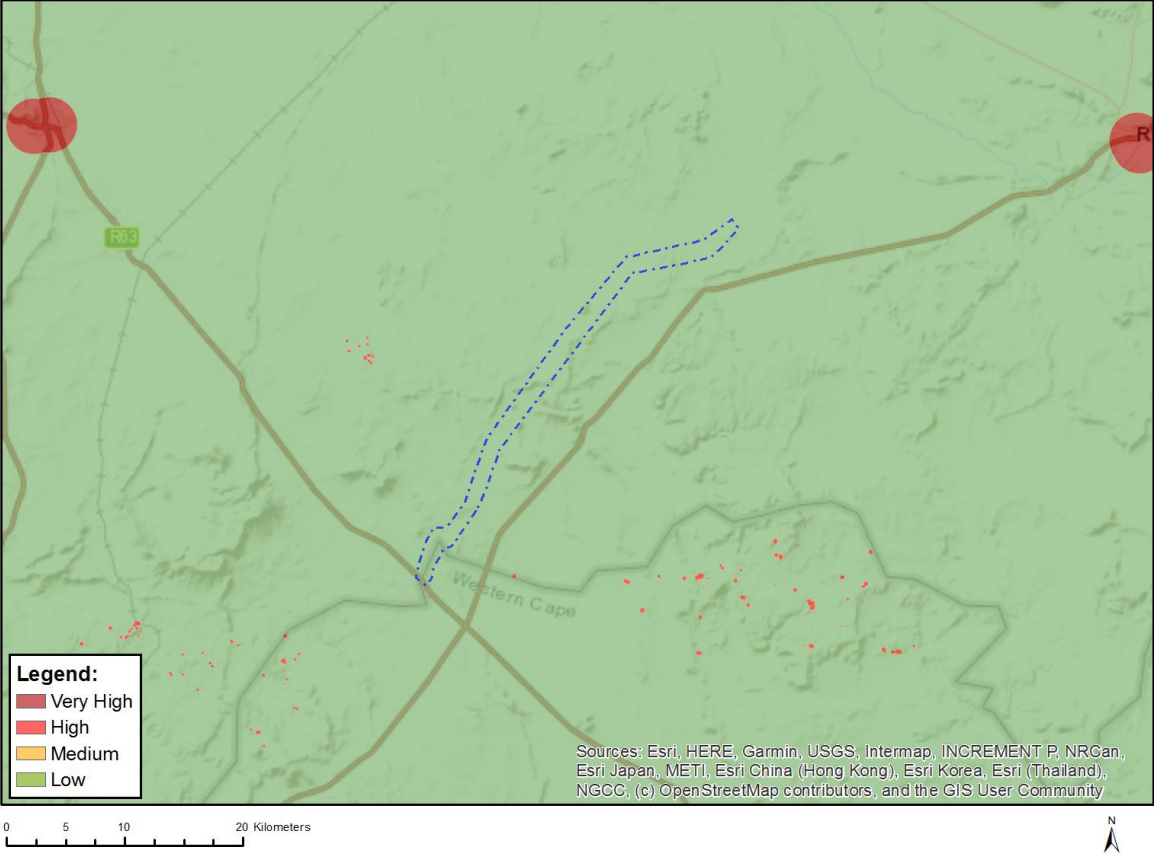 R
R63
Western Cape
Legend:
Very High
High
Medium
Low
Sources: Esri, HERE, Garmin, USGS, Intermap, INCREMENT P, NRCan,
Esri Japan, METI, Esri China (Hong Kong), Esri Korea, Esri (Thailand),
NGCC, (c) OpenStreetMap contributors, and the GIS User Community
0 5 10 20 Kilometers
N